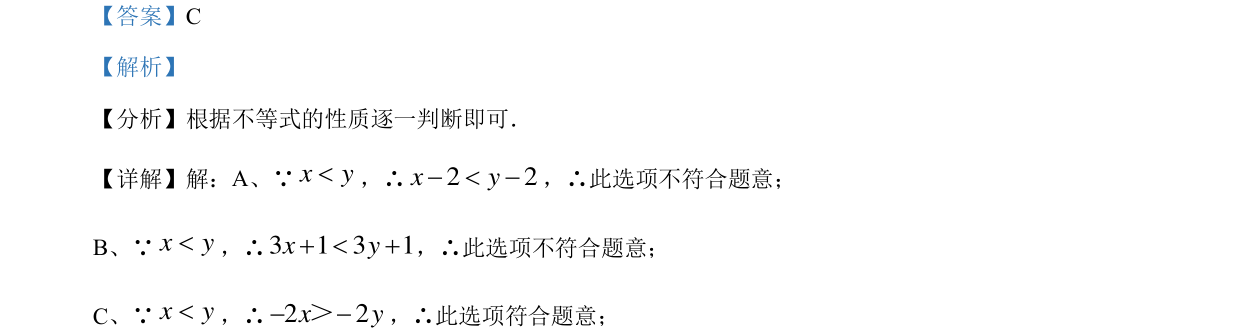 【答案】C
【解析】
【分析】根据不等式的性质逐一判断即可．
【详解】解：A、∵x < y，∴x−2 < y−2，∴此选项不符合题意；
B、∵x < y，∴3x+1<3y+1，∴此选项不符合题意；
C、∵x < y，∴−2x>−2y，∴此选项符合题意；